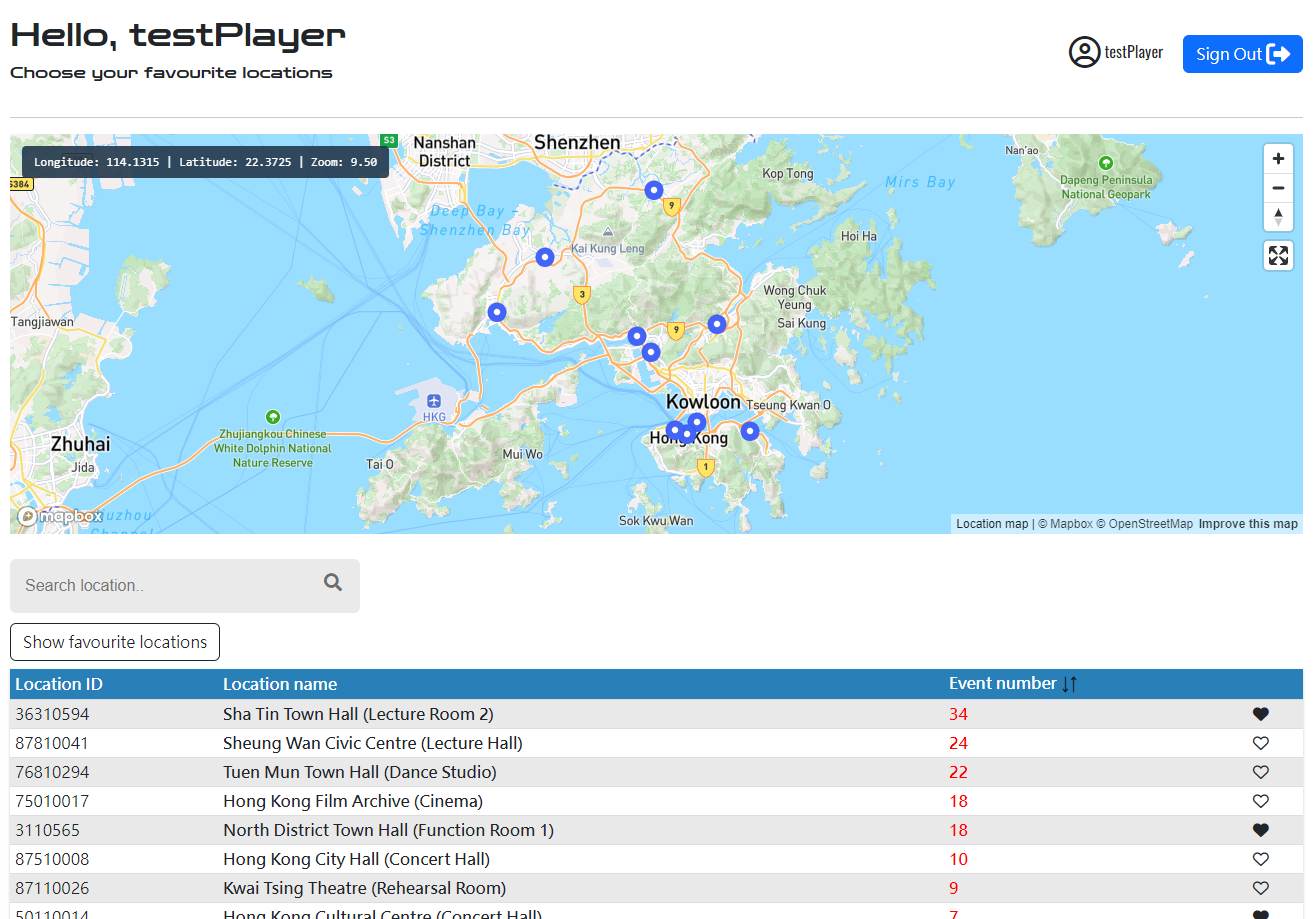 Hello, testPlayer
Choose your favourite locations
testPlayer
Sign Out
Longitude: 114.1315 | Latitude: 22.3725 | Zoom: 9.50
S3
S384
Nanshan
District
Shenzhen
Kop Tong
Mirs Bay
Nan'ao
Dapeng Peninsula
National Geopark
Deep Bay -
Shenzhen Bay
9
Kai Kung Leng
Hoi Ha
3
Wong Chuk
Yeung
Sai Kung
Tangjiawan
9
HKG
Kowloon
Tseung Kwan O
Hong Kong
Zhujiangkou Chinese
White Dolphin National
Nature Reserve
Zhuhai
Jida
Tai O
Mui Wo
1
Sok Kwu Wan
mapbox
Channel
Location map | © Mapbox © OpenStreetMap Improve this map
Search location..
Show favourite locations
Location ID Location name Event number
36310594 Sha Tin Town Hall (Lecture Room 2) 34
87810041 Sheung Wan Civic Centre (Lecture Hall) 24
76810294 Tuen Mun Town Hall (Dance Studio) 22
75010017 Hong Kong Film Archive (Cinema) 18
3110565 North District Town Hall (Function Room 1) 18
87510008 Hong Kong City Hall (Concert Hall) 10
87110026 Kwai Tsing Theatre (Rehearsal Room) 9
50110014 Hong Kong Cultural Centre (Concert Hall) 7